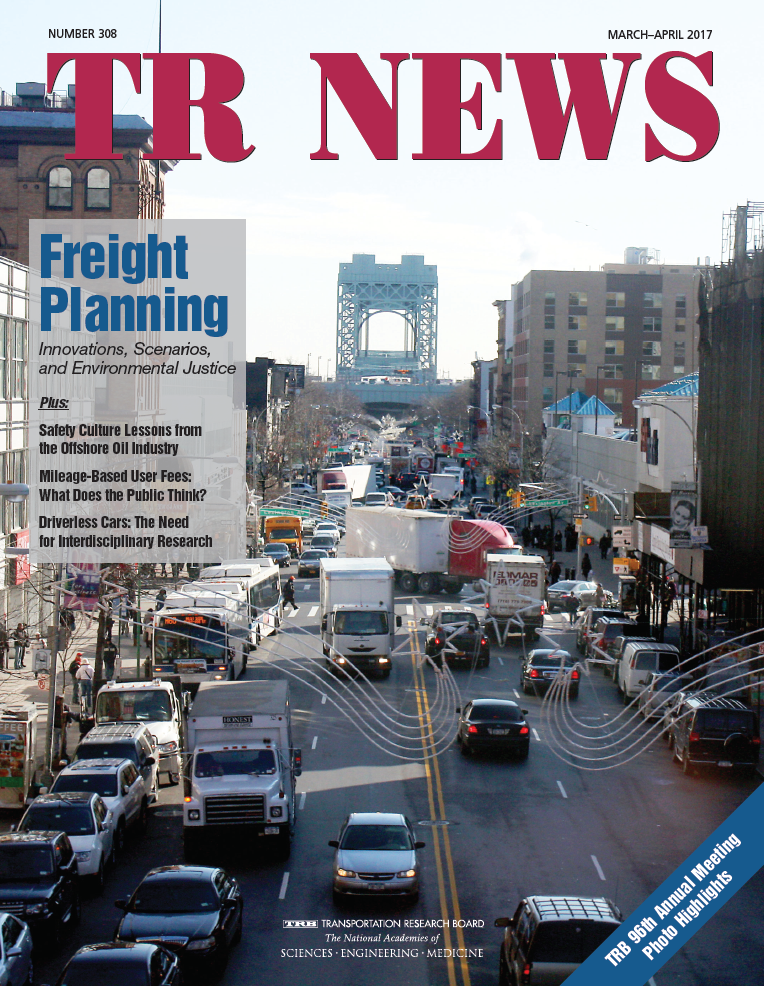 NUMBER 308
MARCH–APRIL 2017
TR NEWS
Freight
Planning
Innovations, Scenarios,
and Environmental Justice
Plus:
Safety Culture Lessons from
the Offshore Oil Industry
Mileage-Based User Fees:
What Does the Public Think?
Driverless Cars: The Need
for Interdisciplinary Research
HONEST
TRB TRANSPORTATION RESEARCH BOARD
The National Academies of
SCIENCES · ENGINEERING · MEDICINE
TRB 96th Annual Meeting
Photo Highlights